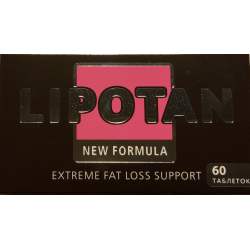 LIPOTAN
NEW FORMULA
EXTREME FAT LOSS SUPPORT
60
ТАБЛЕТОК